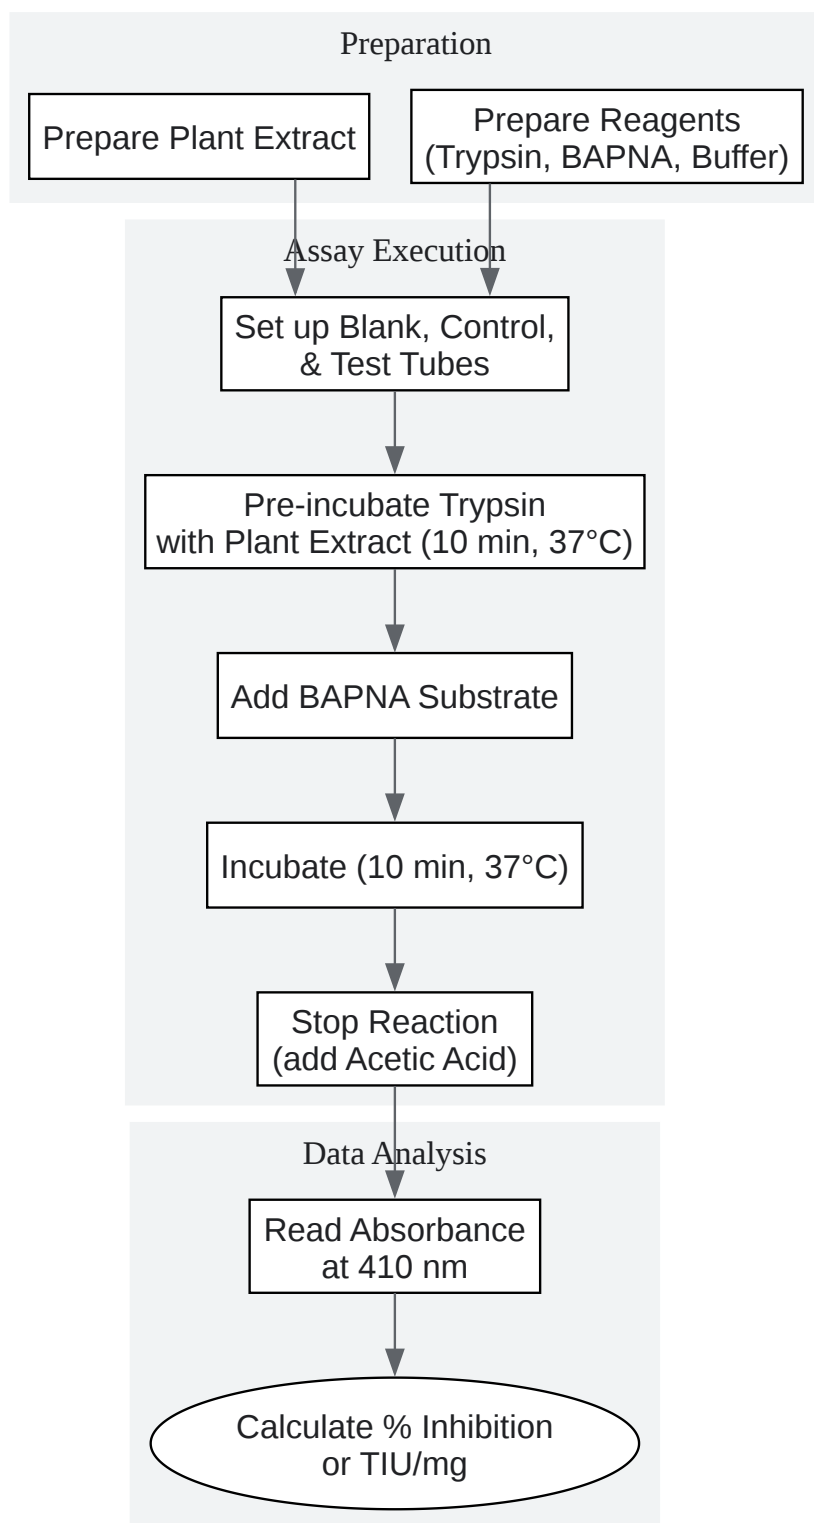 Preparation
Prepare Plant Extract
Prepare Reagents
(Trypsin, BAPNA, Buffer)
Assay Execution
Set up Blank, Control,
& Test Tubes
Pre-incubate Trypsin
with Plant Extract (10 min, 37°C)
Add BAPNA Substrate
Incubate (10 min, 37°C)
Stop Reaction
(add Acetic Acid)
Data Analysis
Read Absorbance
at 410 nm
Calculate % Inhibition
or TIU/mg